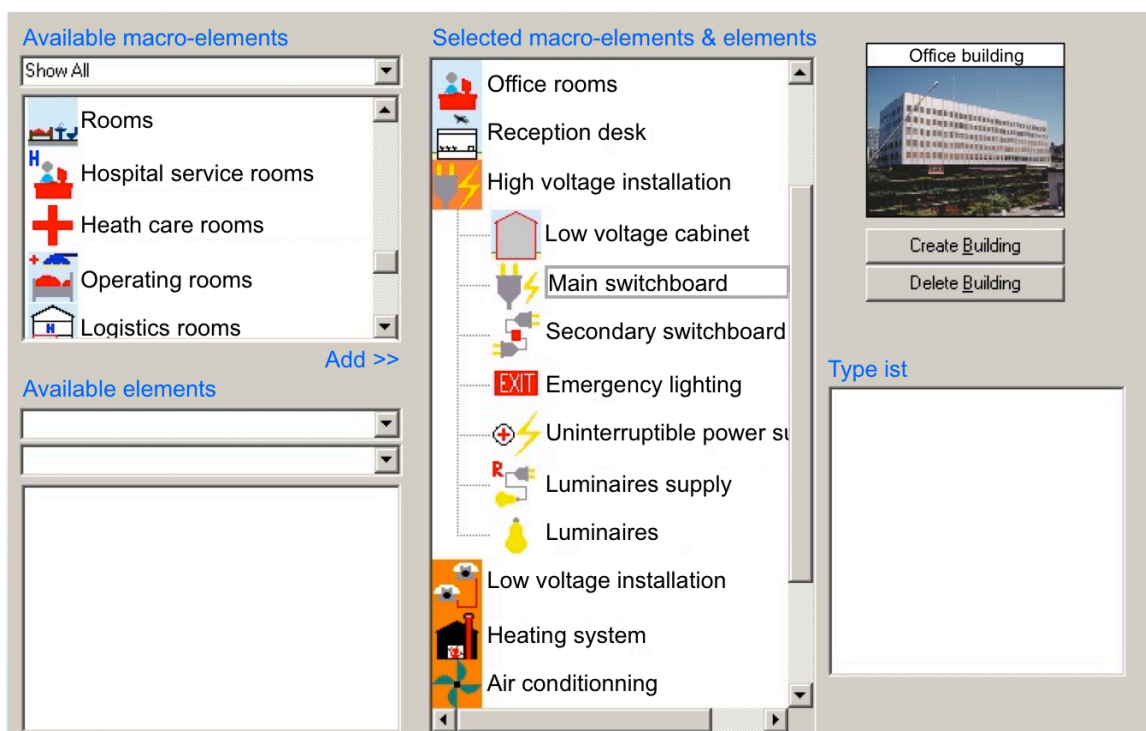 Available macro-elements
Show All
Rooms
H
Hospital service rooms
Heath care rooms
Operating rooms
H
Logistics rooms
Add >>
Available elements
Selected macro-elements & elements
Office rooms
Reception desk
High voltage installation
Low voltage cabinet
Main switchboard
Secondary switchboard
EXIT
Emergency lighting
Uninterruptible power su
R
Luminaires supply
Luminaires
Low voltage installation
Heating system
Air conditionning
Office building
Create Building
Delete Building
Type ist